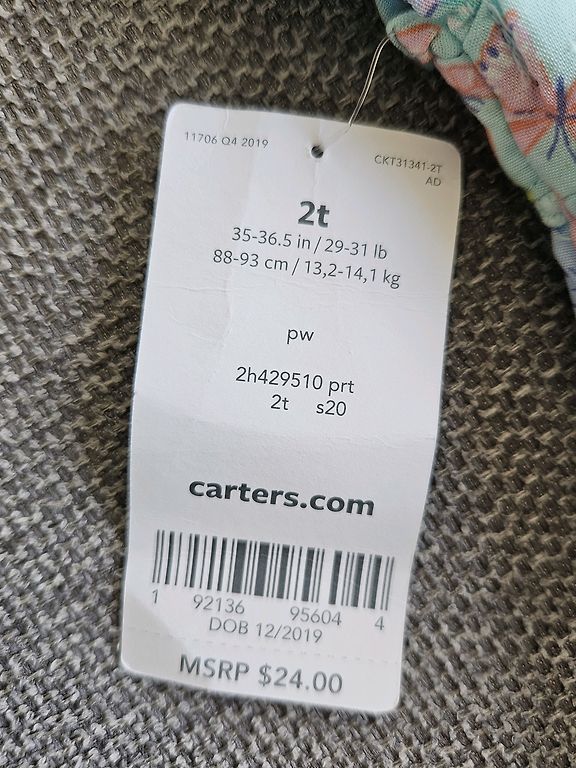 11706 Q4 2019
CKT31341-2T
AD
2t
35-36.5 in / 29-31 lb
88-93 cm / 13,2-14,1 kg
pw
2h429510 prt
2t s20
carters.com
1 92136 95604 4
DOB 12/2019
MSRP $24.00